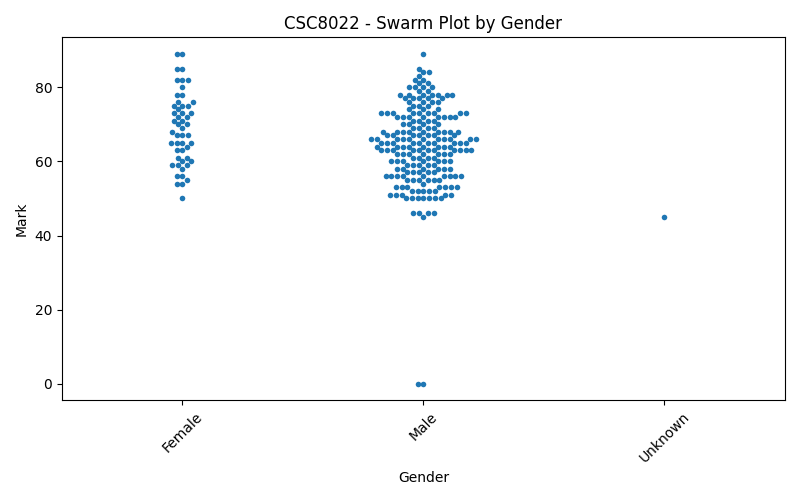 CSC8022 - Swarm Plot by Gender
Mark
80
60
40
20
0
Female
Male
Unknown
Gender